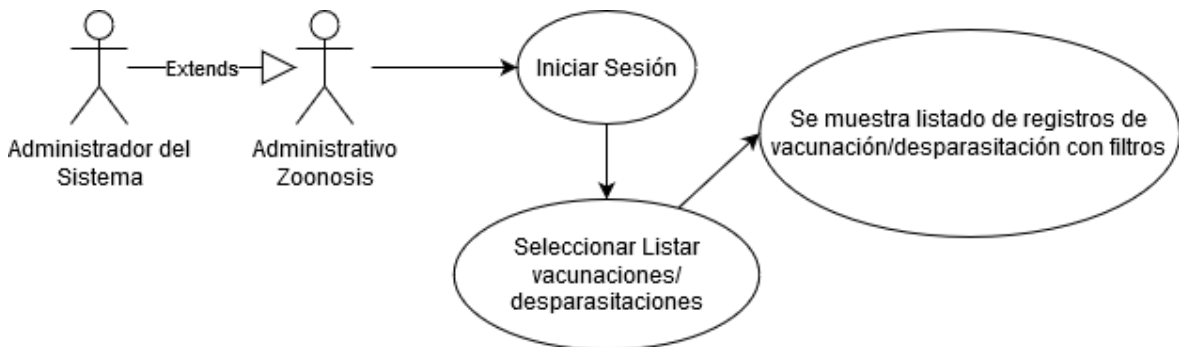 Extends
Administrador del
Sistema
Administrativo
Zoonosis
Iniciar Sesión
Seleccionar Listar
vacunaciones/
desparasitaciones
Se muestra listado de registros de
vacunación/desparasitación con filtros